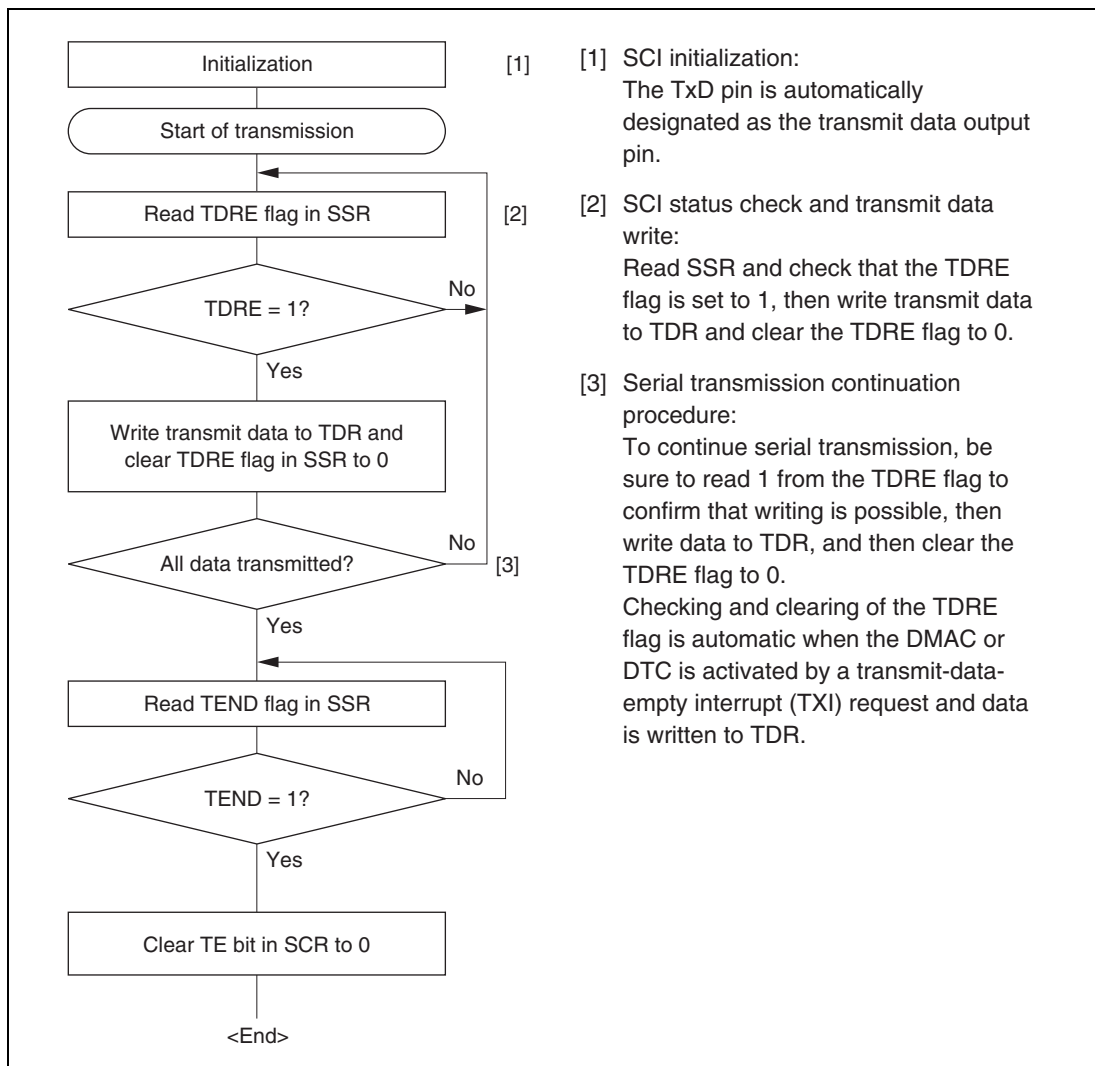 Initialization
[1]
Start of transmission
Read TDRE flag in SSR
[2]
TDRE = 1?
No
Yes
Write transmit data to TDR and
clear TDRE flag in SSR to 0
All data transmitted?
No
[3]
Yes
Read TEND flag in SSR
TEND = 1?
No
Yes
Clear TE bit in SCR to 0
<End>
[1] SCI initialization:
The TxD pin is automatically
designated as the transmit data output
pin.
[2] SCI status check and transmit data
write:
Read SSR and check that the TDRE
flag is set to 1, then write transmit data
to TDR and clear the TDRE flag to 0.
[3] Serial transmission continuation
procedure:
To continue serial transmission, be
sure to read 1 from the TDRE flag to
confirm that writing is possible, then
write data to TDR, and then clear the
TDRE flag to 0.
Checking and clearing of the TDRE
flag is automatic when the DMAC or
DTC is activated by a transmit-data-
empty interrupt (TXI) request and data
is written to TDR.